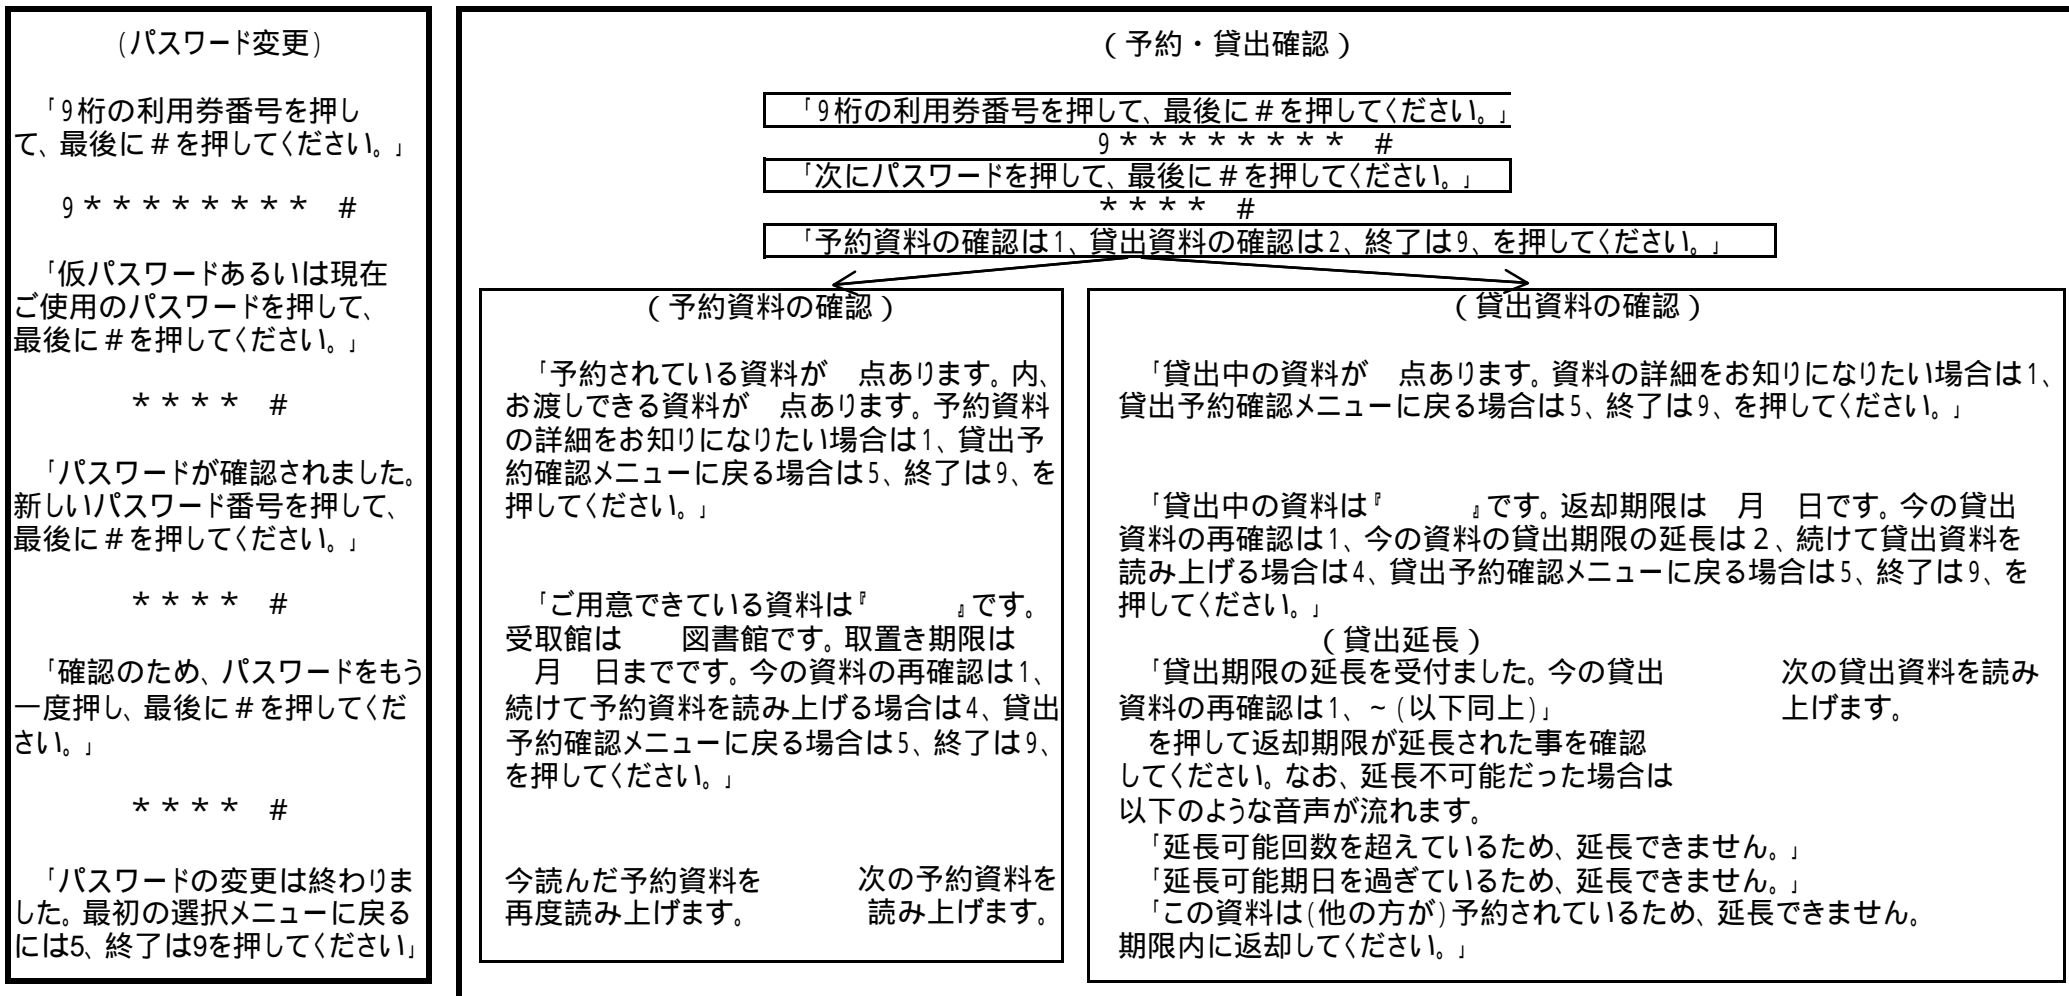 (パスワード変更)
「9桁の利用券番号を押し
て、最後に＃を押してください。」
9＊＊＊＊＊＊＊＊　#
「仮パスワードあるいは現在
ご使用のパスワードを押して、
最後に＃を押してください。」
＊＊＊＊　#
「パスワードが確認されました。
新しいパスワード番号を押して、
最後に＃を押してください。」
＊＊＊＊　#
「確認のため、パスワードをもう
一度押し、最後に＃を押してくだ
さい。」
＊＊＊＊　#
「パスワードの変更は終わりま
した。最初の選択メニューに戻る
には5、終了は9を押してください」
（予約・貸出確認）
「9桁の利用券番号を押して、最後に＃を押してください。」
9＊＊＊＊＊＊＊＊　#
「次にパスワードを押して、最後に＃を押してください。」
＊＊＊＊　#
「予約資料の確認は1、貸出資料の確認は2、終了は9、を押してください。」
（予約資料の確認）
「予約されている資料が　点あります。内、
お渡しできる資料が　点あります。予約資料
の詳細をお知りになりたい場合は1、貸出予
約確認メニューに戻る場合は5、終了は9、を
押してください。」
「ご用意できている資料は『　　　』です。
受取館は　　図書館です。取置き期限は
　月　日までです。今の資料の再確認は1、
続けて予約資料を読み上げる場合は4、貸出
予約確認メニューに戻る場合は5、終了は9、
を押してください。」
今読んだ予約資料を　　　次の予約資料を
再度読み上げます。　　　読み上げます。
（貸出資料の確認）
「貸出中の資料が　点あります。資料の詳細をお知りになりたい場合は1、
貸出予約確認メニューに戻る場合は5、終了は9、を押してください。」
「貸出中の資料は『　　　』です。返却期限は　月　日です。今の貸出
資料の再確認は1、今の資料の貸出期限の延長は２、続けて貸出資料を
読み上げる場合は4、貸出予約確認メニューに戻る場合は5、終了は9、を
押してください。」
（貸出延長）
「貸出期限の延長を受付ました。今の貸出　　　次の貸出資料を読み
資料の再確認は1、～(以下同上)」　　　上げます。
　を押して返却期限が延長された事を確認
してください。なお、延長不可能だった場合は
以下のような音声が流れます。
「延長可能回数を超えているため、延長できません。」
「延長可能期日を過ぎているため、延長できません。」
「この資料は(他の方が)予約されているため、延長できません。
期限内に返却してください。」